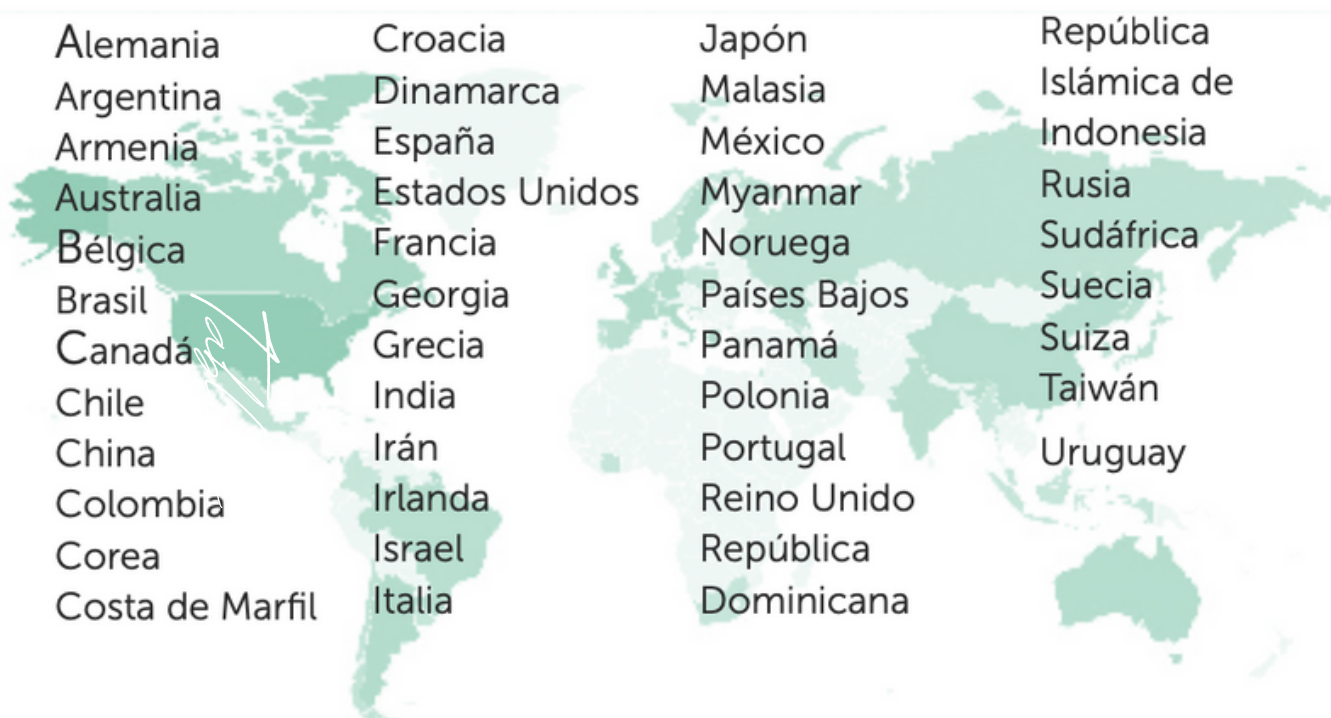 Alemania
Argentina
Armenia
Australia
Bélgica
Brasil
Canadá
Chile
China
Colombia
Corea
Costa de Marfil
Croacia
Dinamarca
España
Estados Unidos
Francia
Georgia
Grecia
India
Irán
Irlanda
Israel
Italia
Japón
Malasia
México
Myanmar
Noruega
Países Bajos
Panamá
Polonia
Portugal
Reino Unido
República
Dominicana
República
Islámica de
Indonesia
Rusia
Sudáfrica
Suecia
Suiza
Taiwán
Uruguay